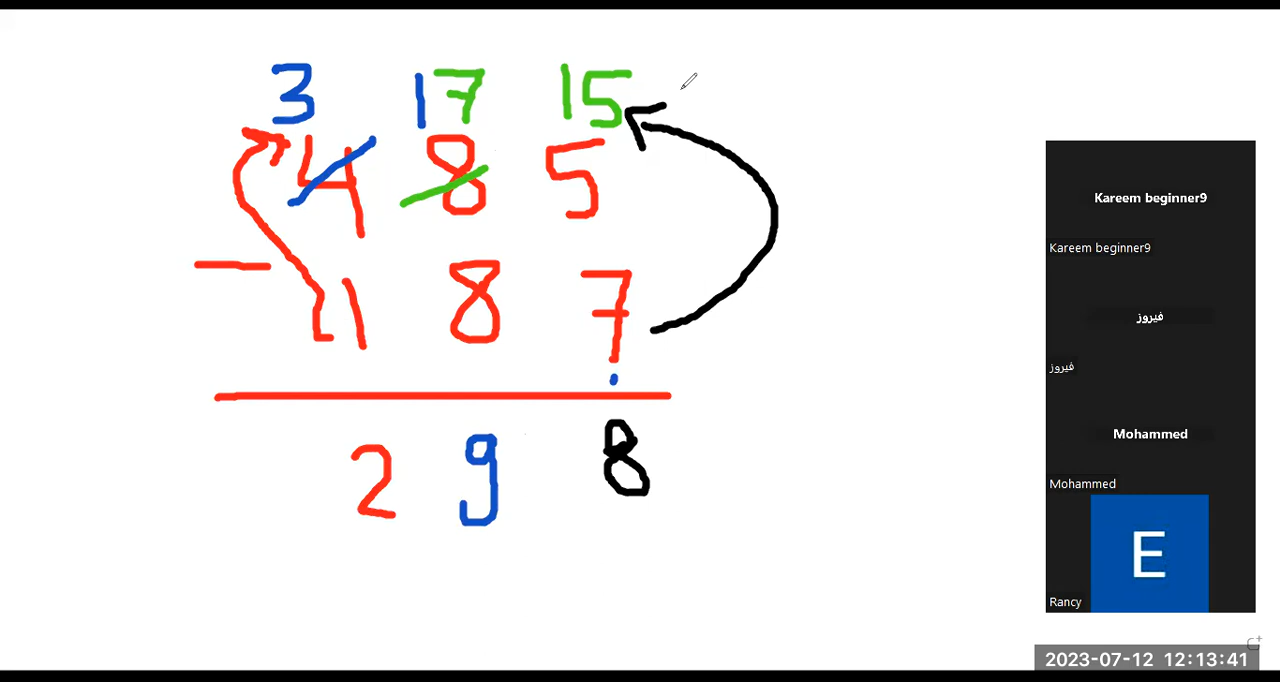 3 17 15
4 8 5
− 1 8 7
2 9 8
Kareem beginner9
Kareem beginner9
فيروز
فيروز
Mohammed
Mohammed
E
Rancy
2023-07-12 12:13:41